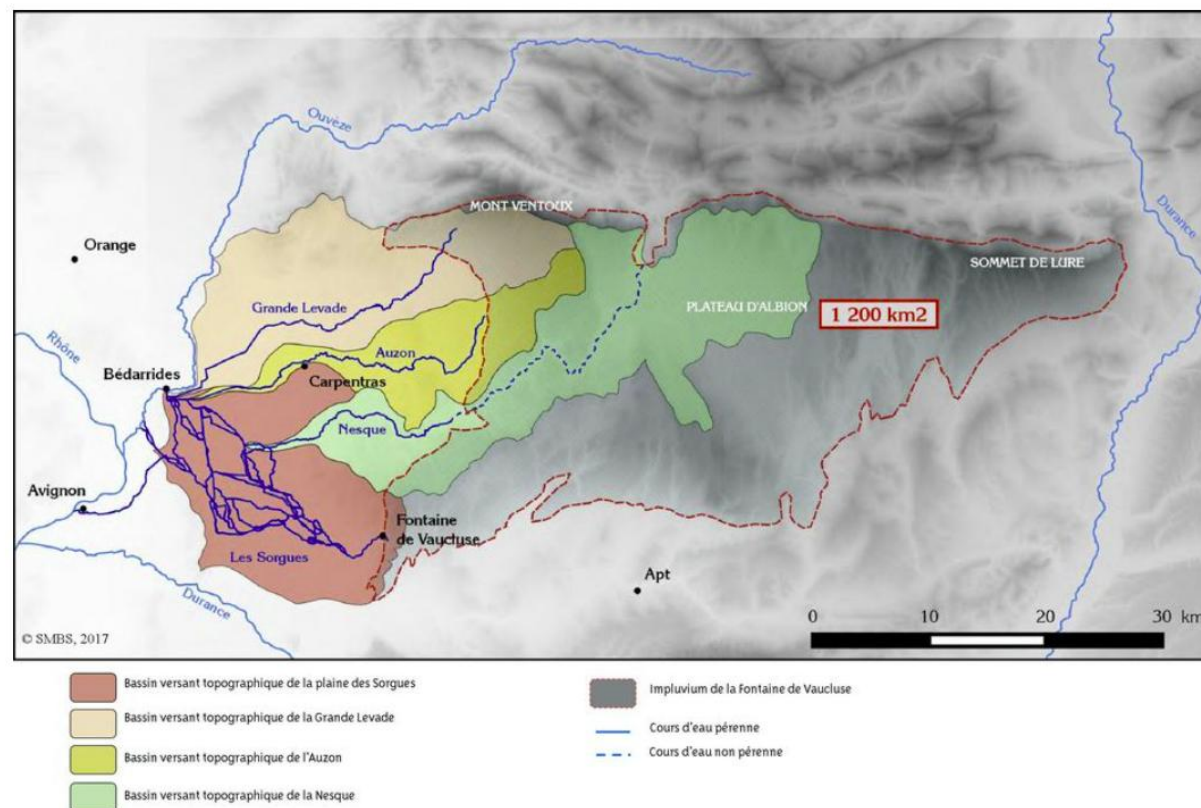 Ouvèze
MONT VENTOUX
Durance
Orange
SOMMET DE LURE
Grande Levade
PLATEAU D'ALBION
1 200 km2
Rhône
Auzon
Bédarrides
Carpentras
Nesque
Avignon
Fontaine
de Vaucluse
Les Sorgues
Apt
Durance
0 10 20 30 km
© SMBS, 2017
Bassin versant topographique de la plaine des Sorgues
Bassin versant topographique de la Grande Levade
Bassin versant topographique de l'Auzon
Bassin versant topographique de la Nesque
Impluvium de la Fontaine de Vaucluse
Cours d'eau pérenne
Cours d'eau non pérenne